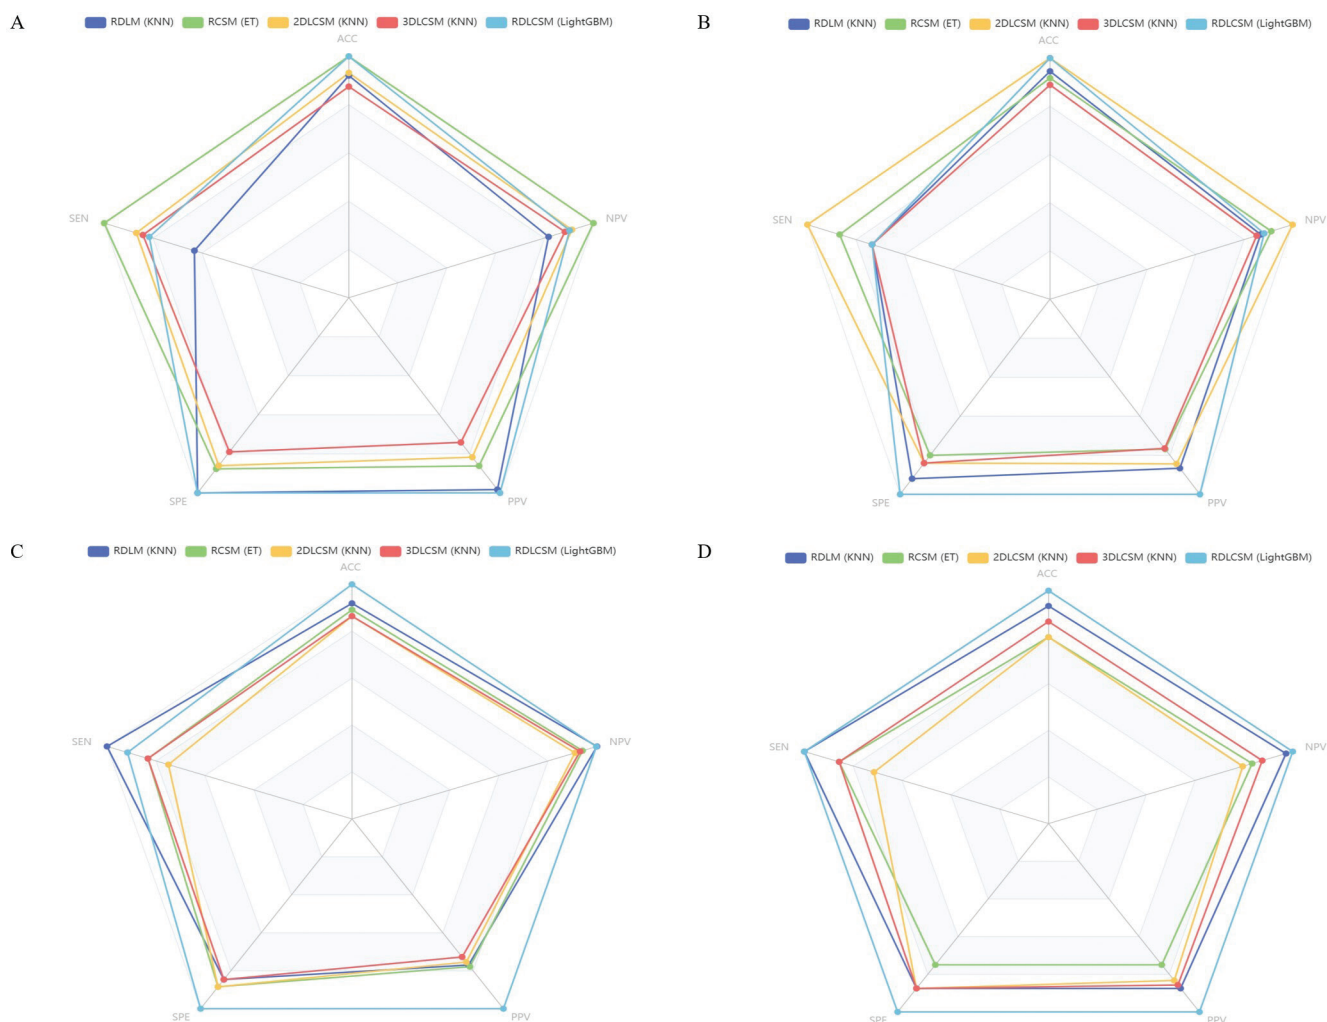 A
RDLM (KNN) RCSM (ET) 2DLCSM (KNN) 3DLCSM (KNN) RDLCSM (LightGBM)
ACC
NPV
PPV
SPE
SEN
B
RDLM (KNN) RCSM (ET) 2DLCSM (KNN) 3DLCSM (KNN) RDLCSM (LightGBM)
ACC
NPV
PPV
SPE
SEN
C
RDLM (KNN) RCSM (ET) 2DLCSM (KNN) 3DLCSM (KNN) RDLCSM (LightGBM)
ACC
NPV
PPV
SPE
SEN
D
RDLM (KNN) RCSM (ET) 2DLCSM (KNN) 3DLCSM (KNN) RDLCSM (LightGBM)
ACC
NPV
PPV
SPE
SEN